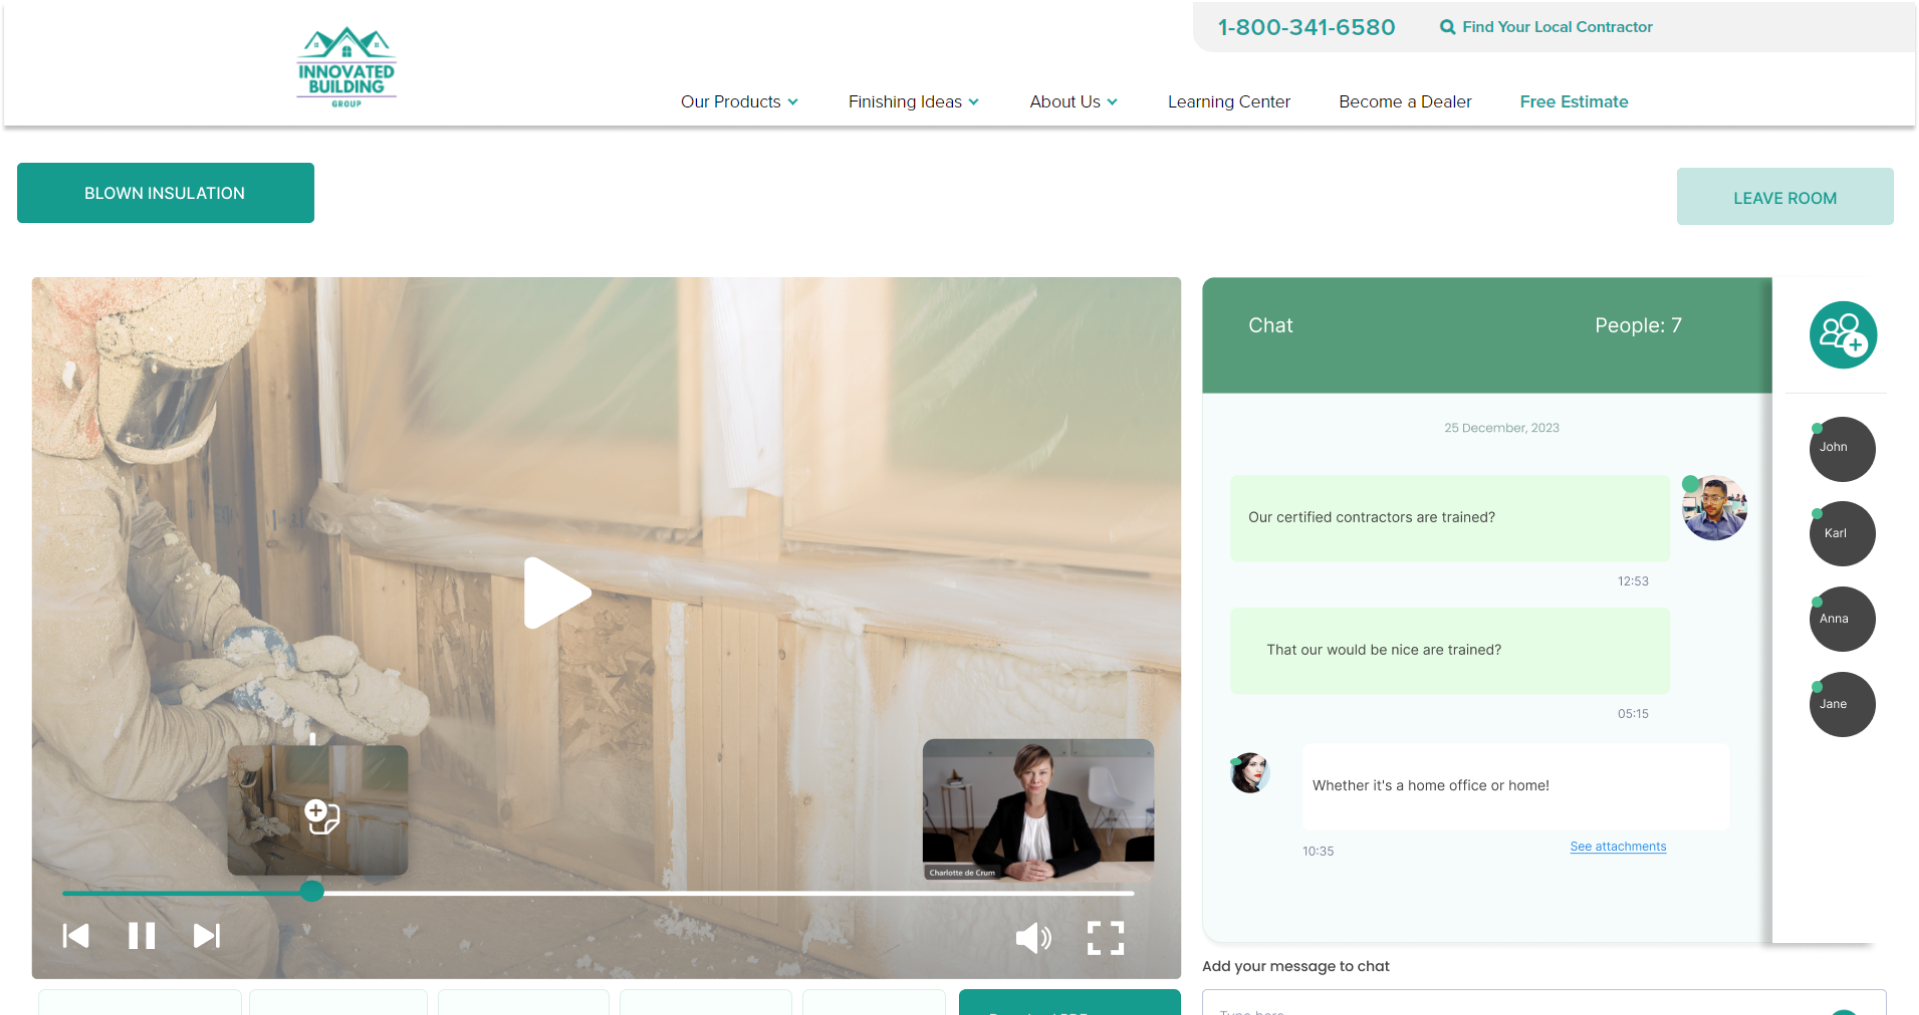 1-800-341-6580
Find Your Local Contractor
INNOVATED
BUILDING
GROUP
Our Products
Finishing Ideas
About Us
Learning Center
Become a Dealer
Free Estimate
BLOWN INSULATION
LEAVE ROOM
Chat
People: 7
25 December, 2023
Our certified contractors are trained?
12:53
That our would be nice are trained?
05:15
Whether it's a home office or home!
10:35
See attachments
John
Karl
Anna
Jane
Charlotte de Crum
Add your message to chat